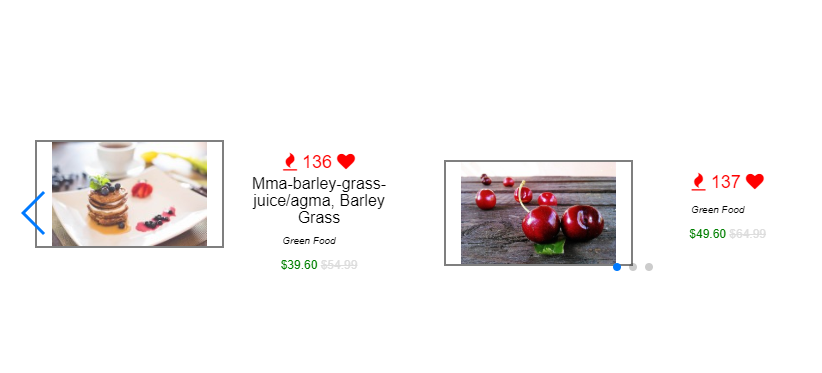 136
Mma-barley-grass-
juice/agma, Barley
Grass
Green Food
$39.60 $54.99
137
Green Food
$49.60 $64.99